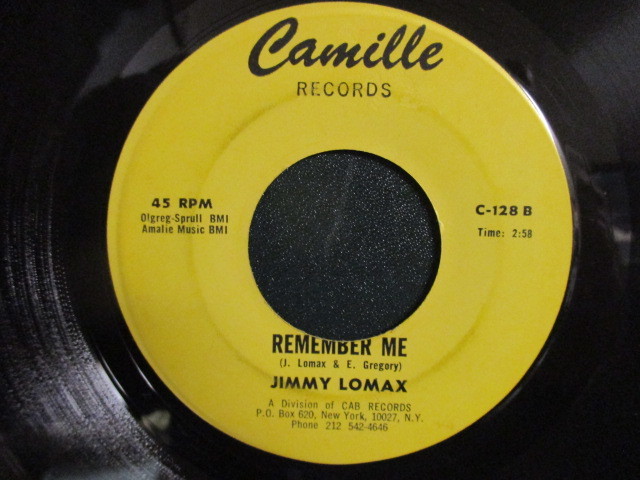 Camille
RECORDS
45 RPM
Olgreg-Sprull BMI
Amalie Music BMI
C-128 B
Time: 2:58
REMEMBER ME
(J. Lomax & E. Gregory)
JIMMY LOMAX
A Division of CAB RECORDS
P.O. Box 620, New York, 10027, N.Y.
Phone 212 542-4646